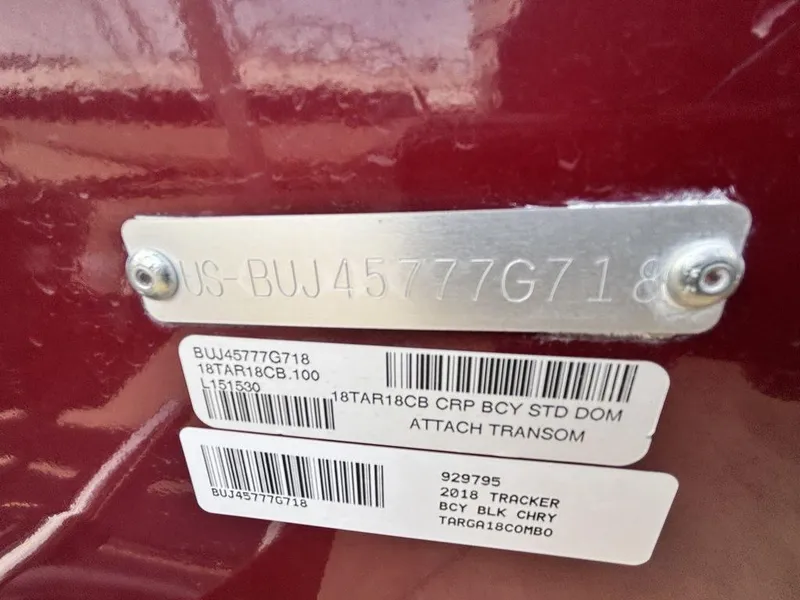 US-BUJ45777G718
BUJ45777G718
18TAR18CB.100
L151530
18TAR18CB CRP BCY STD DOM
ATTACH TRANSOM
BUJ45777G718
929795
2018 TRACKER
BCY BLK CHRY
TARGA18COMBO